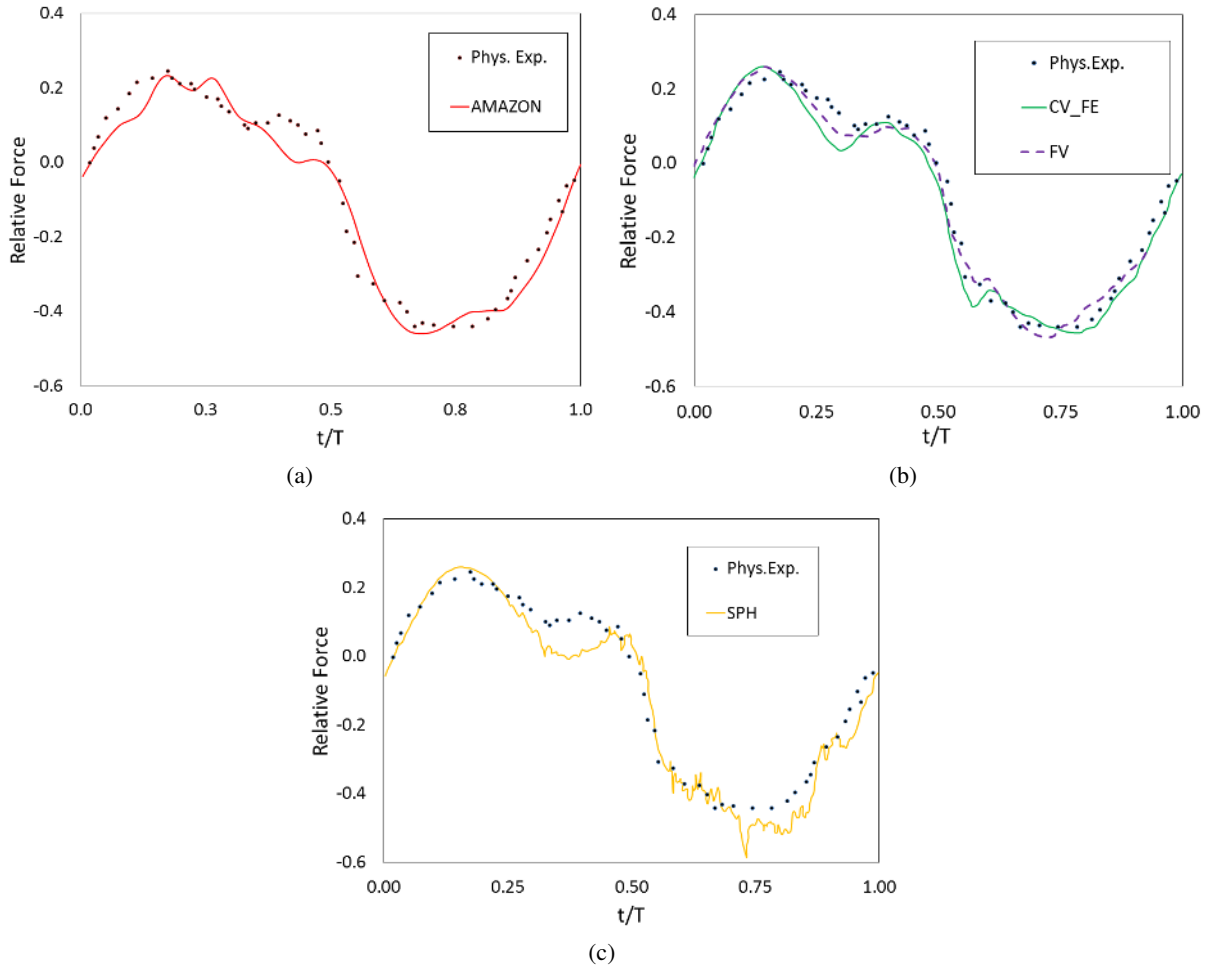 0.4
0.2
0.0
-0.2
-0.4
-0.6
Relative Force
Phys. Exp.
AMAZON
0.0 0.3 0.5 0.8 1.0
t/T
(a)
0.4
0.2
0.0
-0.2
-0.4
-0.6
Relative Force
Phys.Exp.
CV_FE
FV
0.00 0.25 0.50 0.75 1.00
t/T
(b)
0.4
0.2
0.0
-0.2
-0.4
-0.6
Relative Force
Phys.Exp.
SPH
0.00 0.25 0.50 0.75 1.00
t/T
(c)